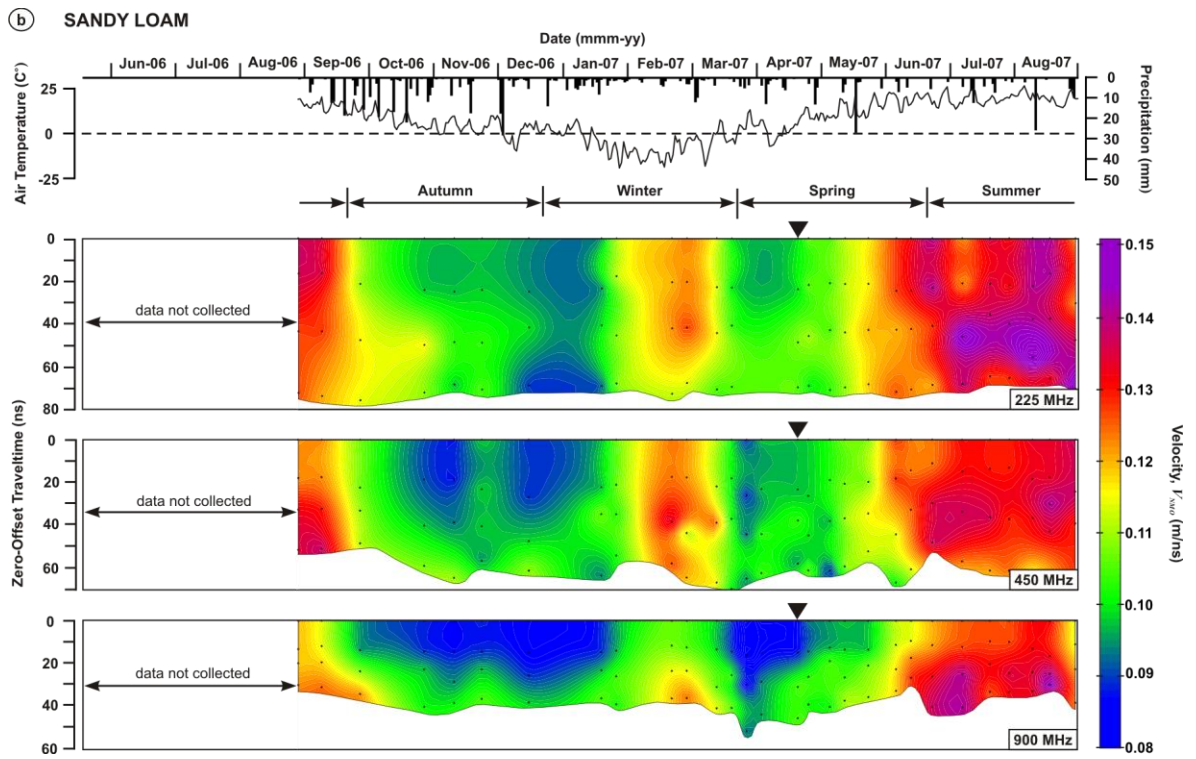 b SANDY LOAM
Date (mmm-yy)
Jun-06 Jul-06 Aug-06 Sep-06 Oct-06 Nov-06 Dec-06 Jan-07 Feb-07 Mar-07 Apr-07 May-07 Jun-07 Jul-07 Aug-07
Air Temperature (C°)
25
0
-25
0
10
20
30
40
50
Precipitation (mm)
Autumn Winter Spring Summer
Zero-Offset Traveltime (ns)
0
20
40
60
80
data not collected
225 MHz
0
20
40
60
data not collected
450 MHz
0
20
40
60
data not collected
900 MHz
0.15
0.14
0.13
0.12
0.11
0.10
0.09
0.08
Velocity, V_NMO (m/ns)